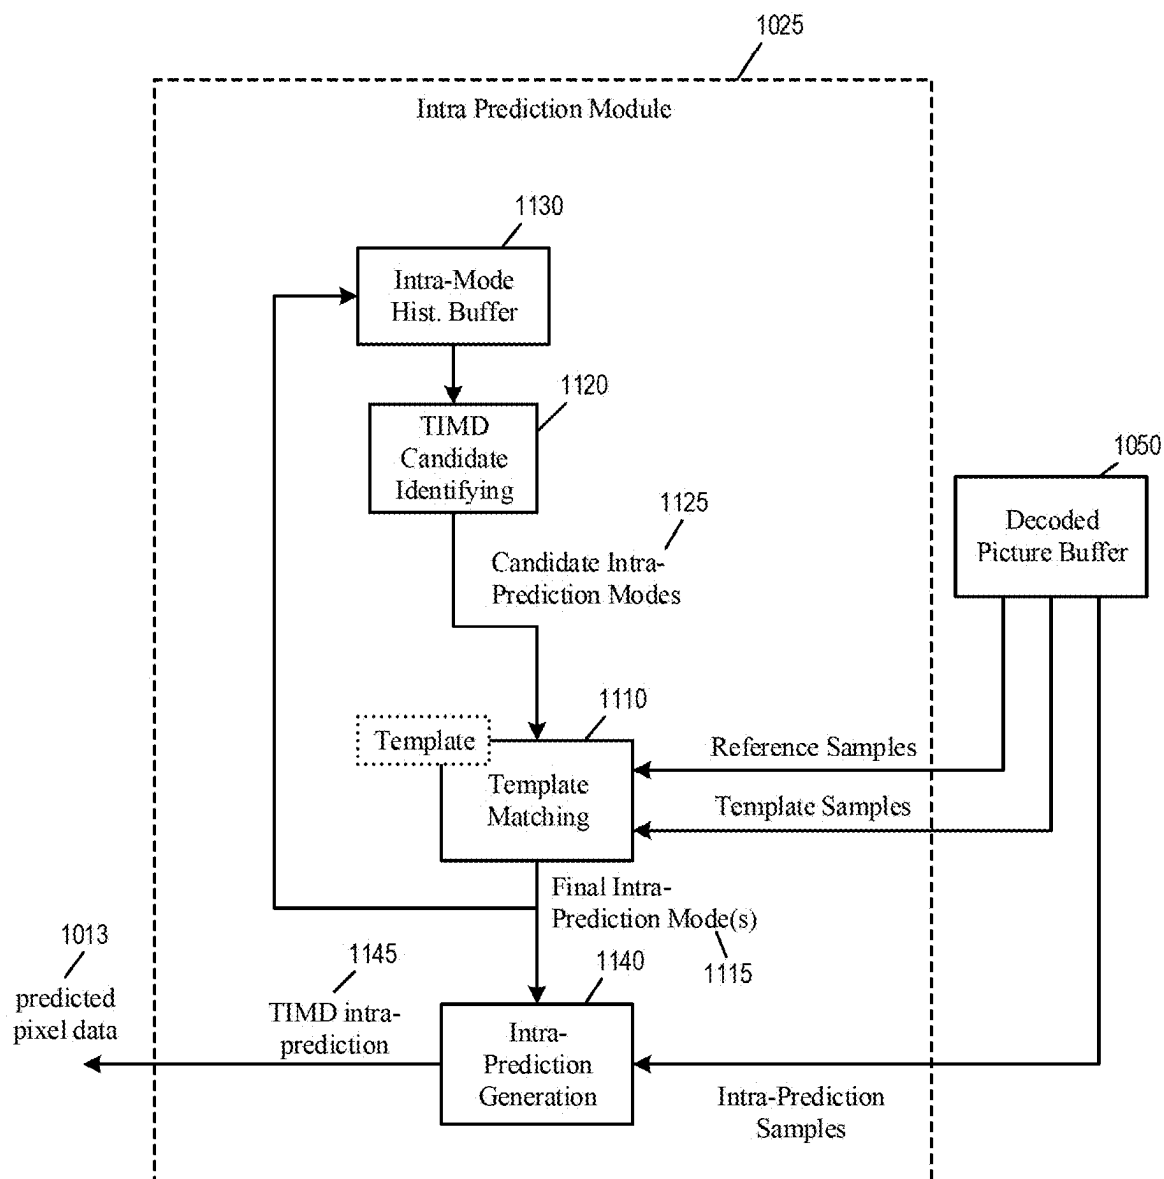 1025
Intra Prediction Module
1130
Intra-Mode
Hist. Buffer
1120
TIMD
Candidate
Identifying
1050
Decoded
Picture Buffer
1125
Candidate Intra-
Prediction Modes
1110
Template
Template
Matching
Reference Samples
Template Samples
Final Intra-
Prediction Mode(s)
1115
1013
predicted
pixel data
1145
TIMD intra-
prediction
1140
Intra-
Prediction
Generation
Intra-Prediction
Samples